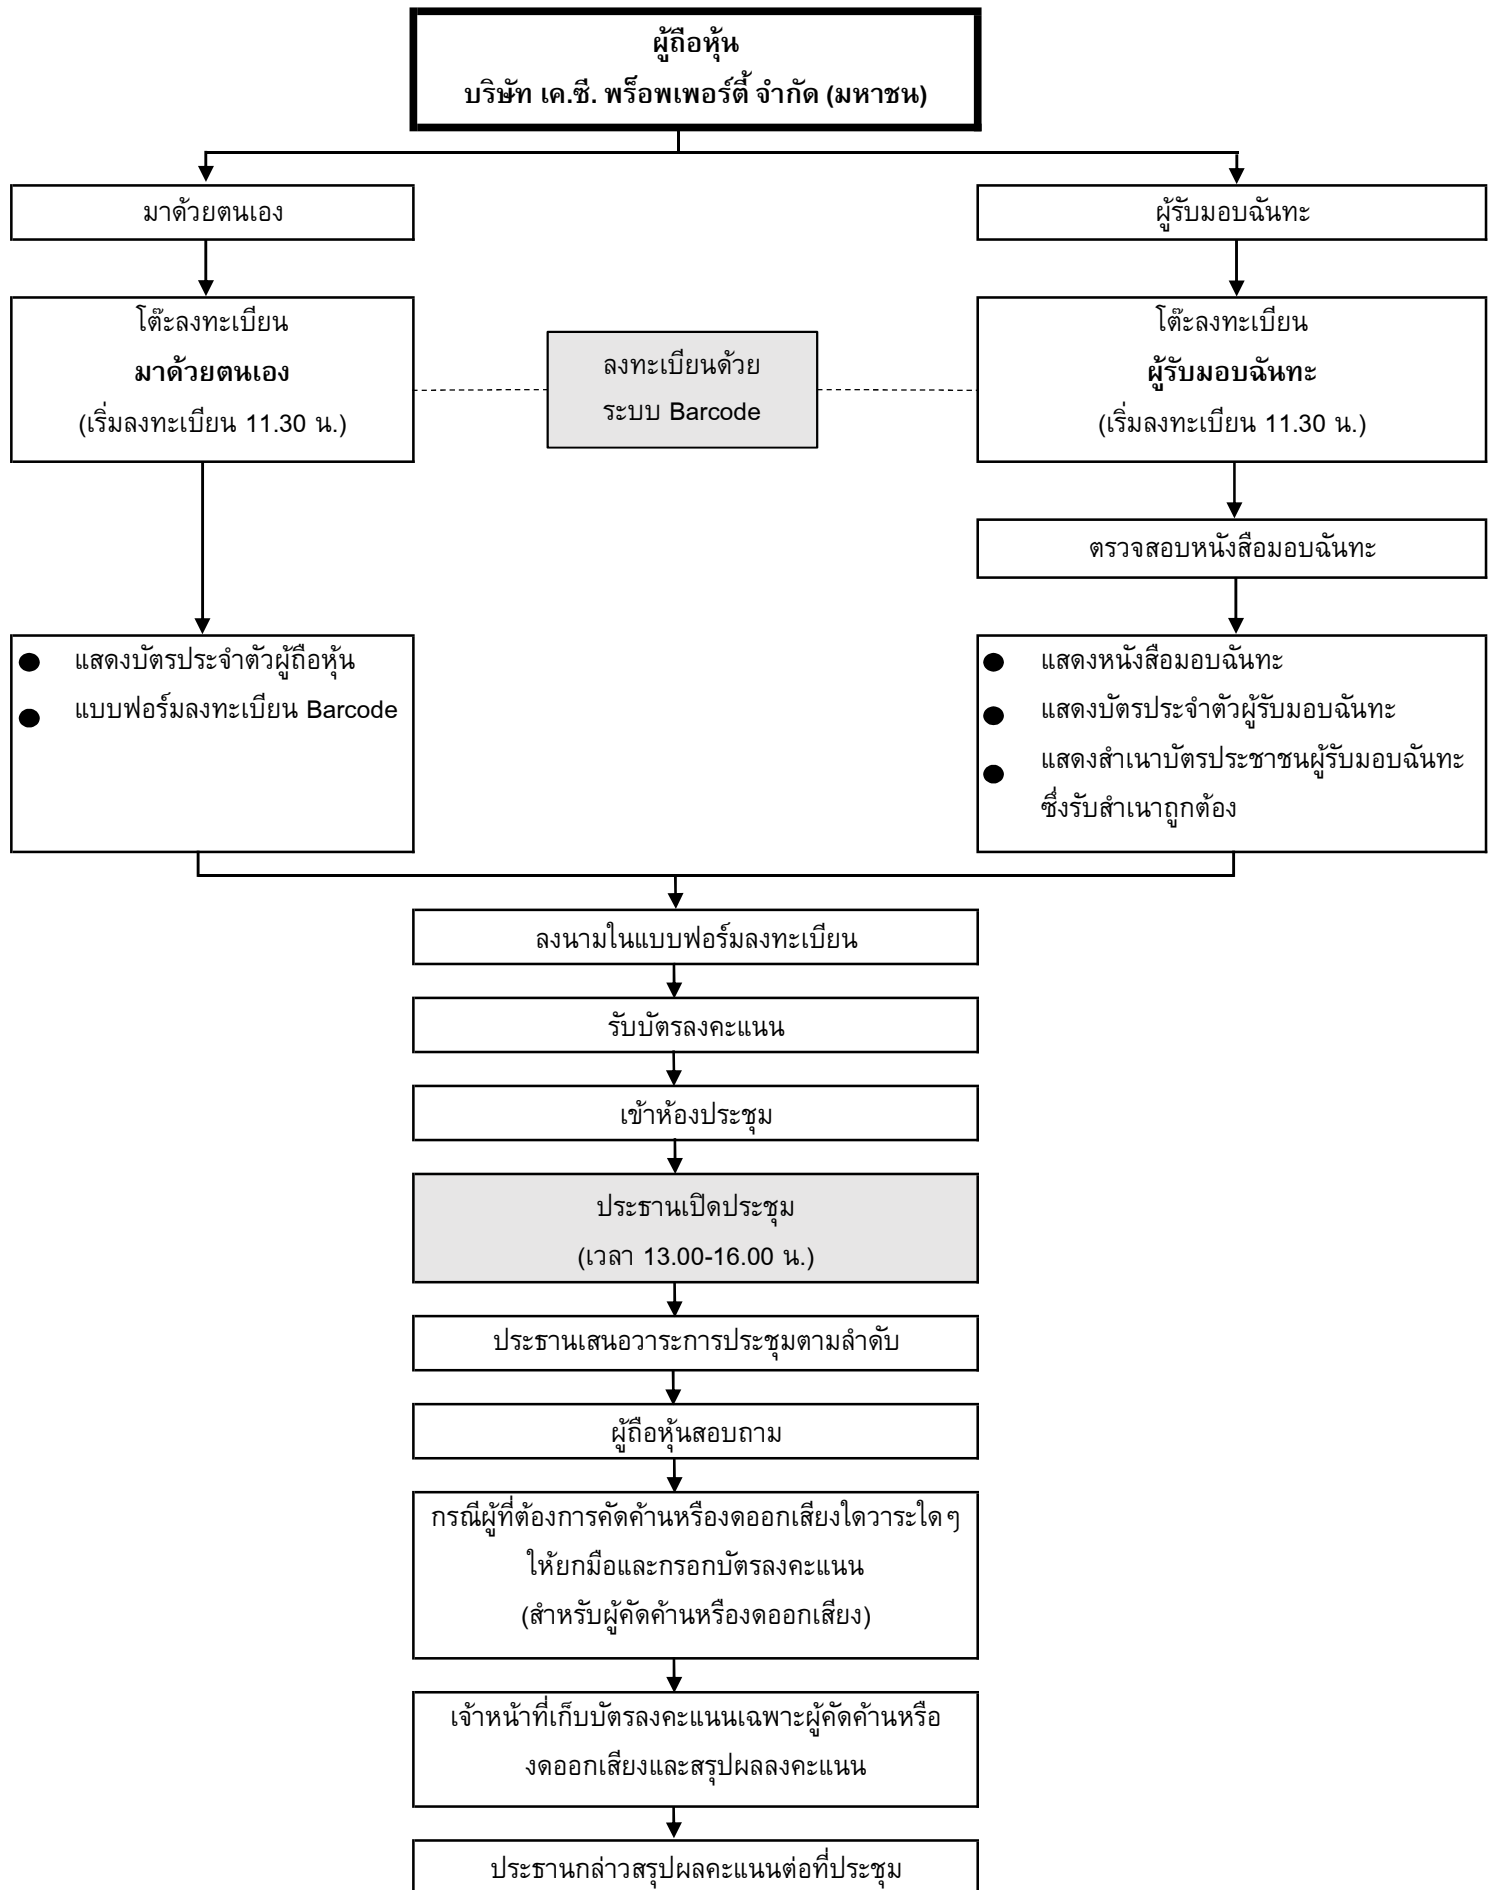 ผู้ถือหุ้น
บริษัท เค.ซี. พร็อพเพอร์ตี้ จำกัด (มหาชน)
มาด้วยตนเอง
ผู้รับมอบฉันทะ
โต๊ะลงทะเบียน
มาด้วยตนเอง
(เริ่มลงทะเบียน 11.30 น.)
ลงทะเบียนด้วย
ระบบ Barcode
โต๊ะลงทะเบียน
ผู้รับมอบฉันทะ
(เริ่มลงทะเบียน 11.30 น.)
ตรวจสอบหนังสือมอบฉันทะ
● แสดงบัตรประจำตัวผู้ถือหุ้น
● แบบฟอร์มลงทะเบียน Barcode
● แสดงหนังสือมอบฉันทะ
● แสดงบัตรประจำตัวผู้รับมอบฉันทะ
● แสดงสำเนาบัตรประชาชนผู้รับมอบฉันทะ
ซึ่งรับสำเนาถูกต้อง
ลงนามในแบบฟอร์มลงทะเบียน
รับบัตรลงคะแนน
เข้าห้องประชุม
ประธานเปิดประชุม
(เวลา 13.00-16.00 น.)
ประธานเสนอวาระการประชุมตามลำดับ
ผู้ถือหุ้นสอบถาม
กรณีผู้ที่ต้องการคัดค้านหรืองดออกเสียงใดวาระใดๆ
ให้ยกมือและกรอกบัตรลงคะแนน
(สำหรับผู้คัดค้านหรืองดออกเสียง)
เจ้าหน้าที่เก็บบัตรลงคะแนนเฉพาะผู้คัดค้านหรือ
งดออกเสียงและสรุปผลลงคะแนน
ประธานกล่าวสรุปผลคะแนนต่อที่ประชุม